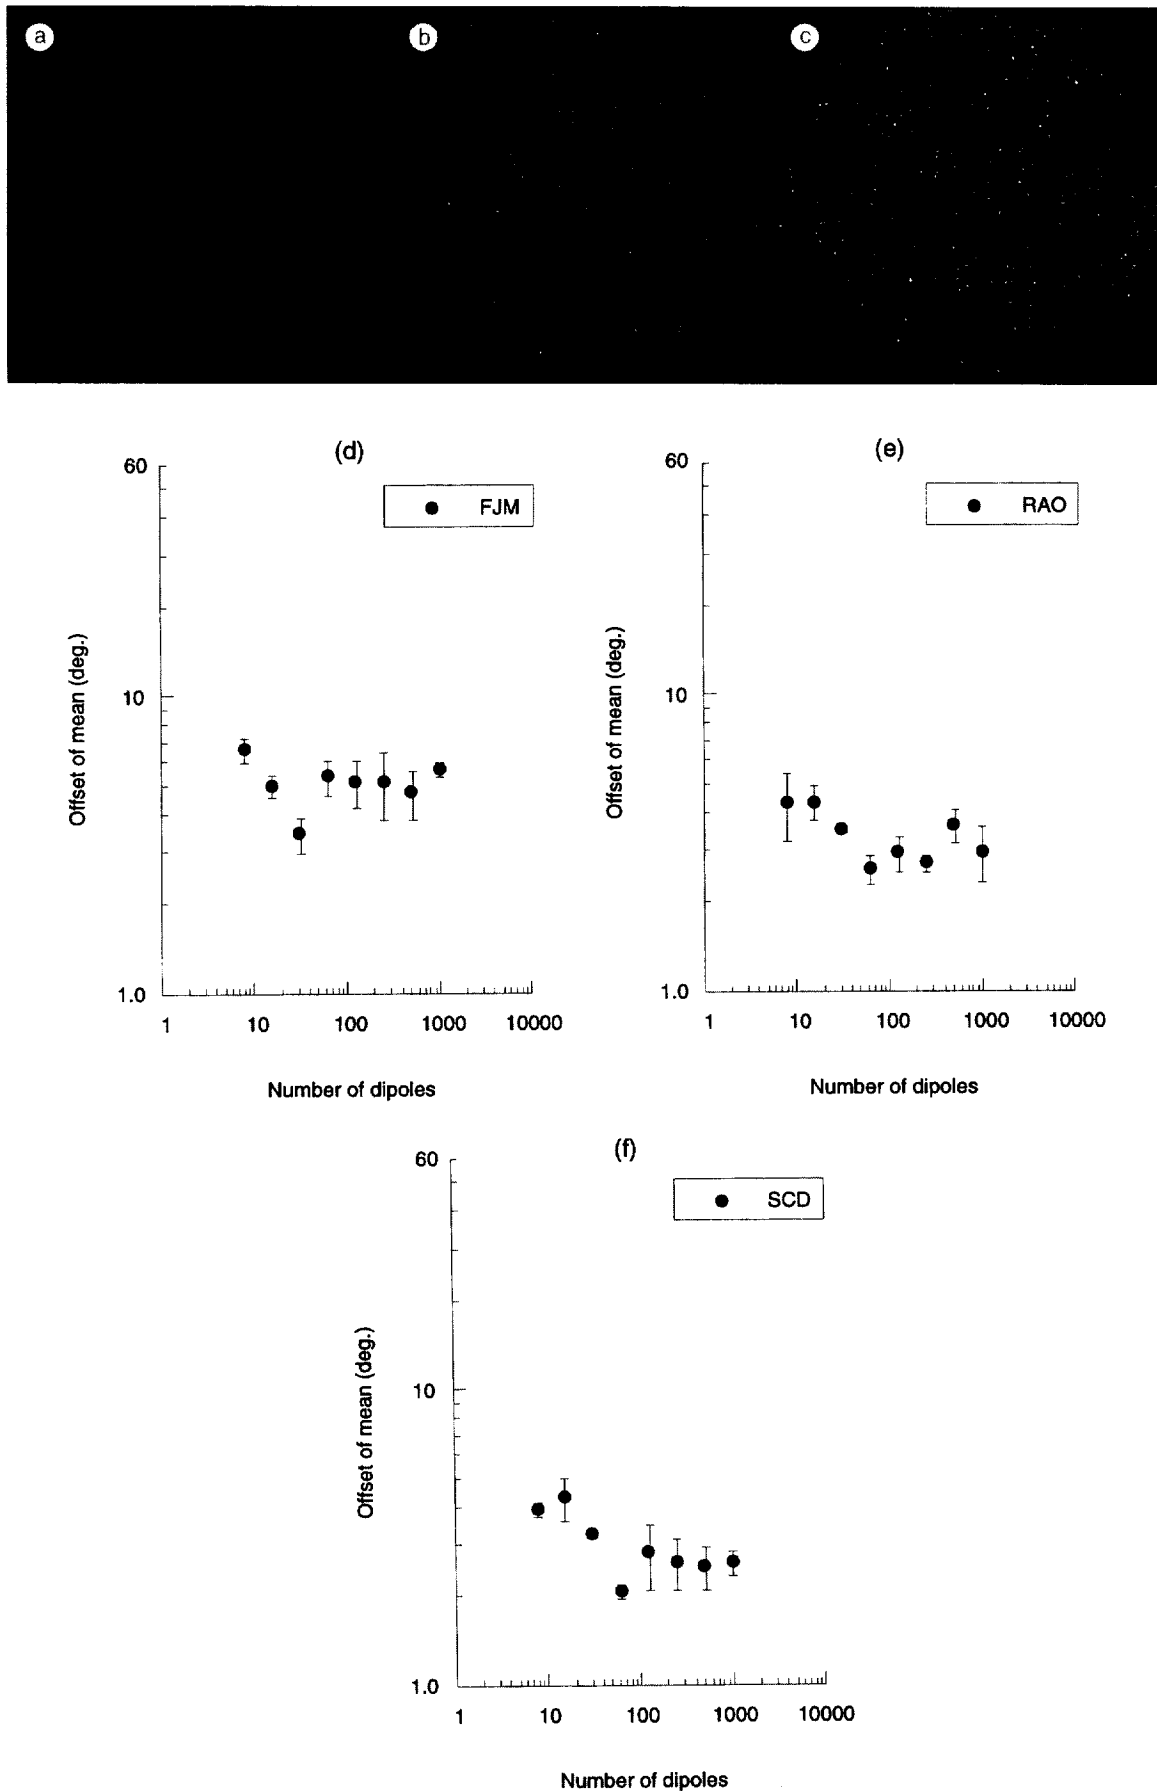 a b c
(d)
60
FJM
10
Offset of mean (deg.)
1.0
1 10 100 1000 10000
Number of dipoles
(e)
60
RAO
10
Offset of mean (deg.)
1.0
1 10 100 1000 10000
Number of dipoles
(f)
60
SCD
10
Offset of mean (deg.)
1.0
1 10 100 1000 10000
Number of dipoles